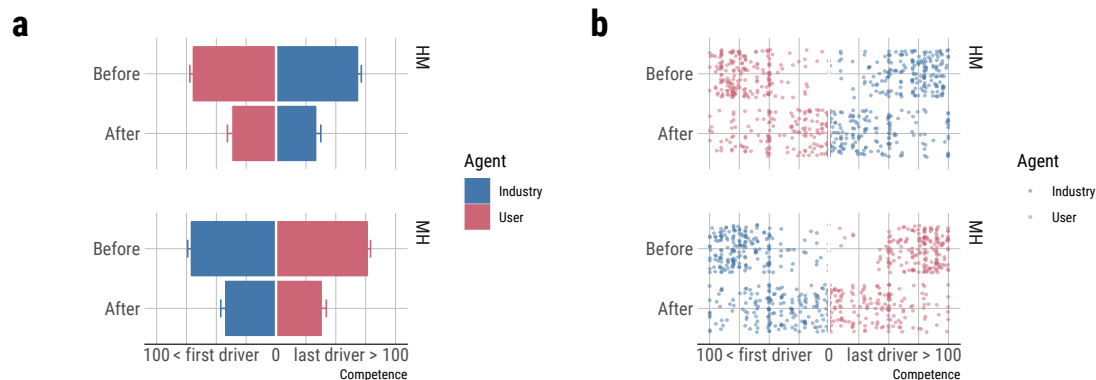 a
HM
Before
After
MH
Before
After
100 < first driver 0 last driver > 100
Competence
Agent
Industry
User
b
HM
Before
After
MH
Before
After
100 < first driver 0 last driver > 100
Competence
Agent
Industry
User